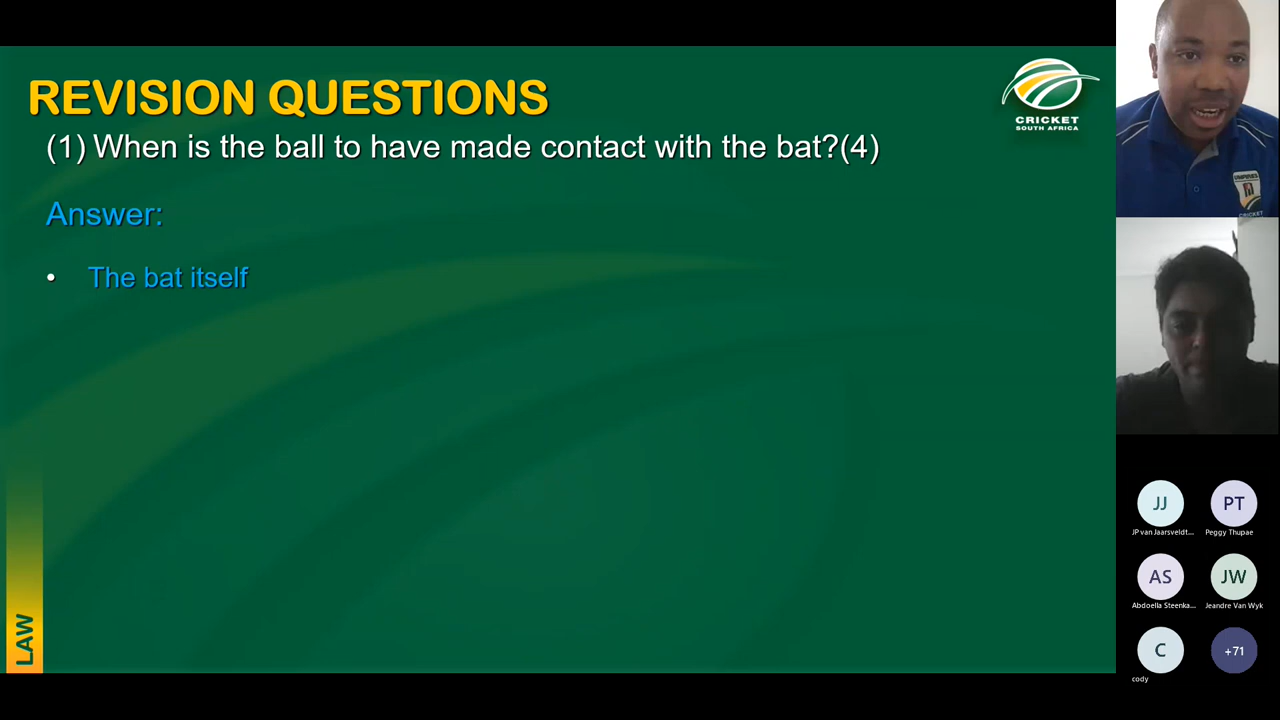 REVISION QUESTIONS
CRICKET
SOUTH AFRICA
(1) When is the ball to have made contact with the bat?(4)
Answer:
• The bat itself
LAW
CRICKET
JJ
PT
JP van Jaarsveldt...
Peggy Thupae
AS
JW
Abdoella Steenka...
Jeandre Van Wyk
C
+71
cody